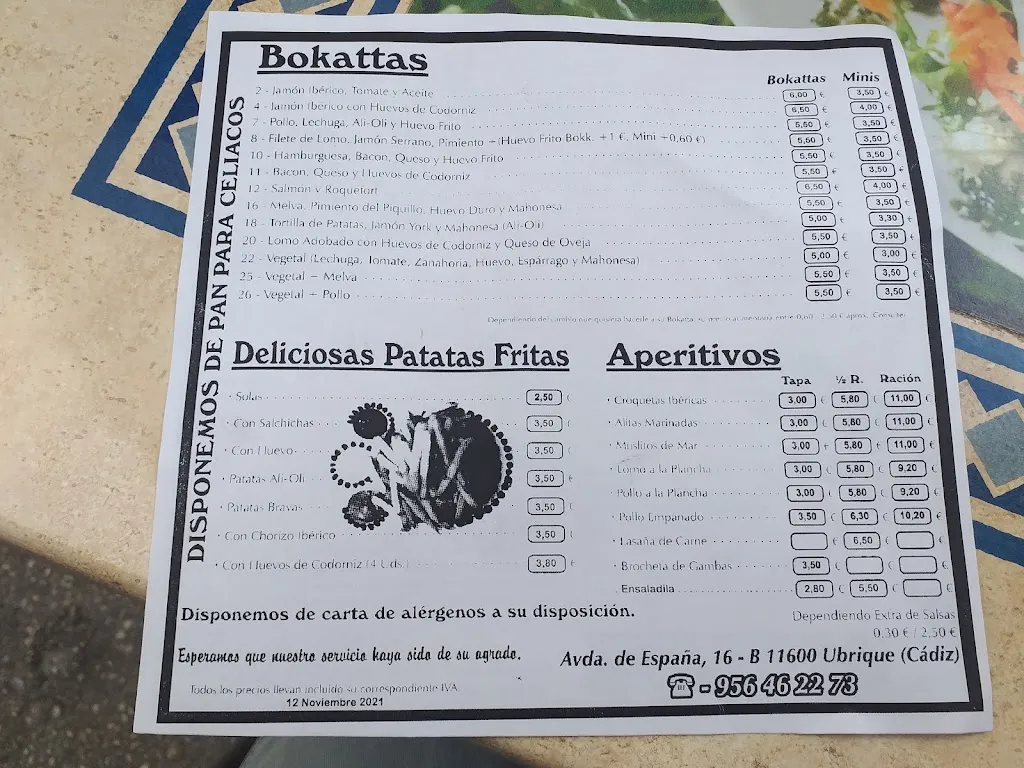 Bokattas
Bokattas Minis
2 - Jamón Ibérico, Tomate y Aceite 6,00 € 3,50 €
4 - Jamón Ibérico con Huevos de Codorniz 6,50 € 4,00 €
7 - Pollo, Lechuga, Ali-Oli y Huevo Frito 5,50 € 3,50 €
8 - Filete de Lomo, Jamón Serrano, Pimiento +(Huevo Frito Bokk. +1 €, Mini +0,60 €) 5,50 € 3,50 €
10 - Hamburguesa, Bacon, Queso y Huevo Frito 5,50 € 3,50 €
11 - Bacon, Queso y Huevos de Codorniz 5,50 € 3,50 €
12 - Salmón y Roquefort 6,50 € 4,00 €
16 - Melva, Pimiento del Piquillo, Huevo Duro y Mahonesa 5,50 € 3,50 €
18 - Tortilla de Patatas, Jamón York y Mahonesa (Ali-Oli) 5,00 € 3,30 €
20 - Lomo Adobado con Huevos de Codorniz y Queso de Oveja 5,50 € 3,50 €
22 - Vegetal (Lechuga, Tomate, Zanahoria, Huevo, Espárrago y Mahonesa) 5,00 € 3,00 €
25 - Vegetal + Melva 5,50 € 3,50 €
26 - Vegetal + Pollo 5,50 € 3,50 €
DISPONEMOS DE PAN PARA CELIACOS
Deliciosas Patatas Fritas
· Solas 2,50 €
· Con Salchichas 3,50 €
· Con Huevo 3,50 €
· Patatas Ali-Oli 3,50 €
· Patatas Bravas 3,50 €
· Con Chorizo Ibérico 3,50 €
· Con Huevos de Codorniz (4 Uds.) 3,80 €
Aperitivos
Tapa ½ R. Ración
· Croquetas Ibéricas 3,00 € 5,80 € 11,00 €
· Alitas Marinadas 3,00 € 5,80 € 11,00 €
· Muslitos de Mar 3,00 € 5.80 € 11,00 €
· Lomo a la Plancha 3,00 € 5,80 € 9,20 €
· Pollo a la Plancha 3,00 € 5,80 € 9,20 €
· Pollo Empanado 3,50 € 6,30 € 10,20 €
· Lasaña de Carne € 6,50 € €
· Brocheta de Gambas 3,50 € € €
. Ensaladilla 2,80 € 5,50 € €
Disponemos de carta de alérgenos a su disposición.
Dependiendo Extra de Salsas
0,30 € / 2,50 €
Esperamos que nuestro servicio haya sido de su agrado.
Avda. de España, 16 - B 11600 Ubrique (Cádiz)
☎ - 956 46 22 73
Todos los precios llevan incluido su correspondiente IVA.
12 Noviembre 2021